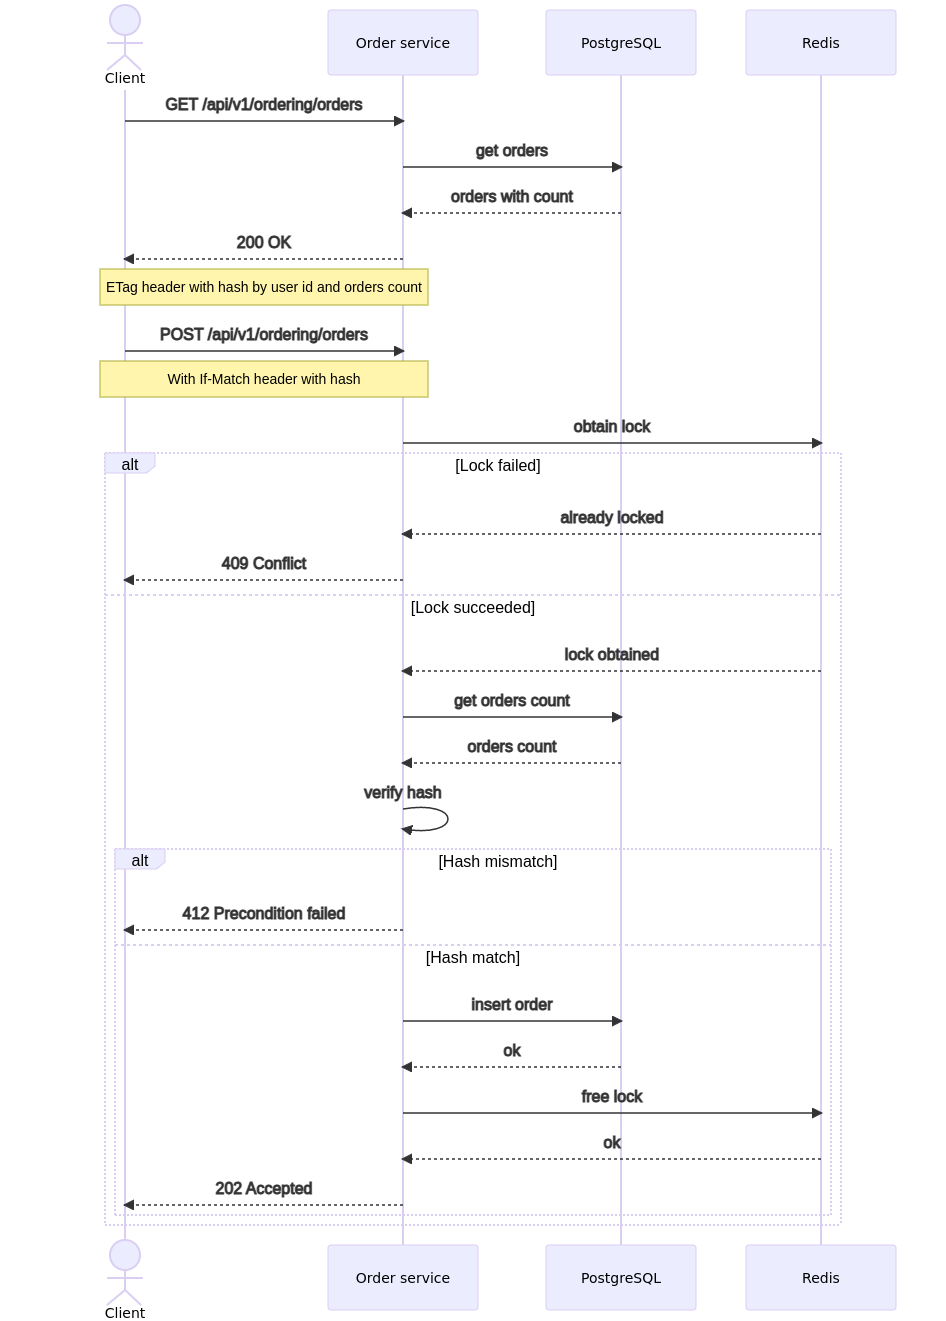 Client
Order service
PostgreSQL
Redis
GET /api/v1/ordering/orders
get orders
orders with count
200 OK
ETag header with hash by user id and orders count
POST /api/v1/ordering/orders
With If-Match header with hash
obtain lock
alt
[Lock failed]
already locked
409 Conflict
[Lock succeeded]
lock obtained
get orders count
orders count
verify hash
alt
[Hash mismatch]
412 Precondition failed
[Hash match]
insert order
ok
free lock
ok
202 Accepted
Client
Order service
PostgreSQL
Redis